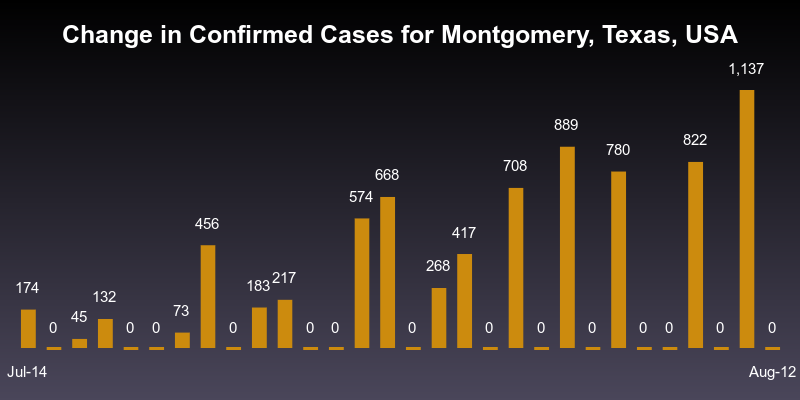 Change in Confirmed Cases for Montgomery, Texas, USA
174 0 45 132 0 0 73 456 0 183 217 0 0 574 668 0 268 417 0 708 0 889 0 780 0 0 822 0 1,137 0
Jul-14 Aug-12